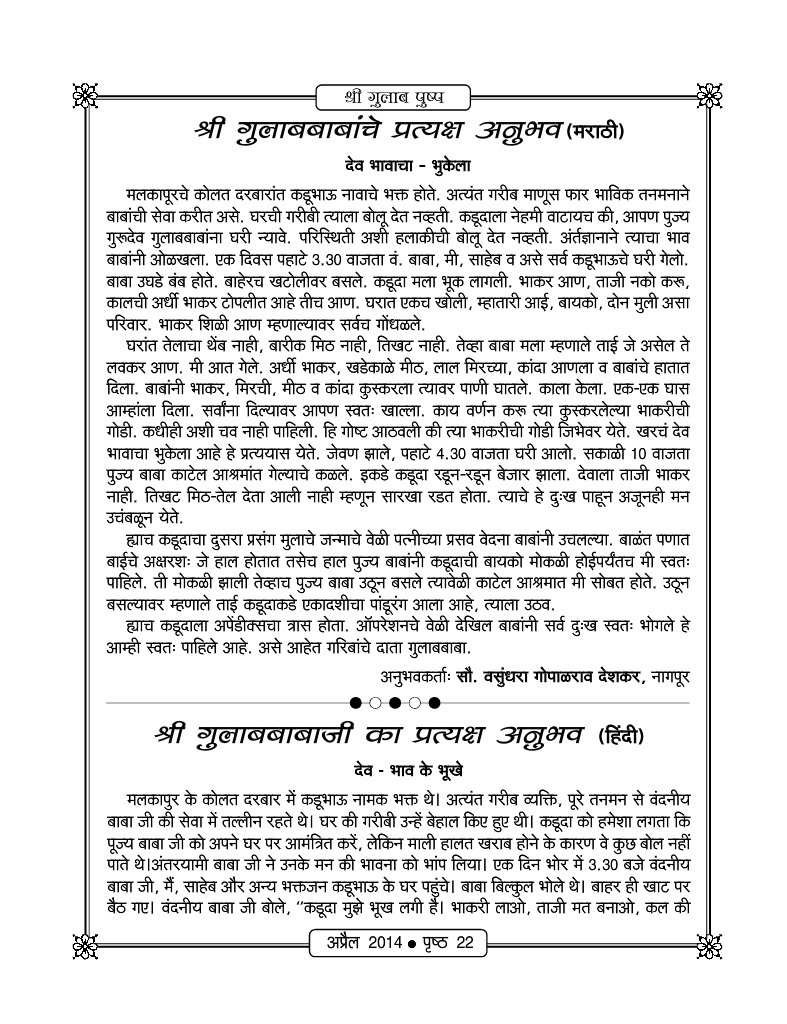 श्री गुलाब पुष्प
श्री गुलाबबाबांचे प्रत्यक्ष अनुभव (मराठी)
देव भावाचा - भुकेला
मलकापूरचे कोलत दरबारांत कडूभाऊ नावाचे भक्त होते. अत्यंत गरीब माणूस फार भाविक तनमनाने
बाबांची सेवा करीत असे. घरची गरीबी त्याला बोलू देत नव्हती. कडूदाला नेहमी वाटायच की, आपण पुज्य
गुरूदेव गुलाबबाबांना घरी न्यावे. परिस्थिती अशी हलाकीची बोलू देत नव्हती. अंर्तज्ञानाने त्याचा भाव
बाबांनी ओळखला. एक दिवस पहाटे 3.30 वाजता वं. बाबा, मी, साहेब व असे सर्व कडूभाऊचे घरी गेलो.
बाबा उघडे बंब होते. बाहेरच खटोलीवर बसले. कडूदा मला भूक लागली. भाकर आण, ताजी नको करू,
कालची अर्धी भाकर टोपलीत आहे तीच आण. घरात एकच खोली, म्हातारी आई, बायको, दोन मुली असा
परिवार. भाकर शिळी आण म्हणाल्यावर सर्वच गोंधळले.
घरांत तेलाचा थेंब नाही, बारीक मिठ नाही, तिखट नाही. तेव्हा बाबा मला म्हणाले ताई जे असेल ते
लवकर आण. मी आत गेले. अर्धी भाकर, खडेकाळे मीठ, लाल मिरच्या, कांदा आणला व बाबांचे हातात
दिला. बाबांनी भाकर, मिरची, मीठ व कांदा कुस्करला त्यावर पाणी घातले. काला केला. एक-एक घास
आम्हांला दिला. सर्वांना दिल्यावर आपण स्वतः खाल्ला. काय वर्णन करू त्या कुस्करलेल्या भाकरीची
गोडी. कधीही अशी चव नाही पाहिली. हि गोष्ट आठवली की त्या भाकरीची गोडी जिभेवर येते. खरचं देव
भावाचा भुकेला आहे हे प्रत्ययास येते. जेवण झाले, पहाटे 4.30 वाजता घरी आलो. सकाळी 10 वाजता
पुज्य बाबा काटेल आश्रमांत गेल्याचे कळले. इकडे कडूदा रडून-रडून बेजार झाला. देवाला ताजी भाकर
नाही. तिखट मिठ-तेल देता आली नाही म्हणून सारखा रडत होता. त्याचे हे दुःख पाहून अजूनही मन
उचंबळून येते.
ह्याच कडूदाचा दुसरा प्रसंग मुलाचे जन्माचे वेळी पत्नीच्या प्रसव वेदना बाबांनी उचलल्या. बाळंत पणात
बाईचे अक्षरशः जे हाल होतात तसेच हाल पुज्य बाबांनी कडूदाची बायको मोकळी होईपर्यंतच मी स्वतः
पाहिले. ती मोकळी झाली तेव्हाच पुज्य बाबा उठून बसले त्यावेळी काटेल आश्रमात मी सोबत होते. उठून
बसल्यावर म्हणाले ताई कडूदाकडे एकादशीचा पांडूरंग आला आहे, त्याला उठव.
ह्याच कडूदाला अपेंडीक्सचा त्रास होता. ऑपरेशनचे वेळी देखिल बाबांनी सर्व दुःख स्वतः भोगले हे
आम्ही स्वतः पाहिले आहे. असे आहेत गरिबांचे दाता गुलाबबाबा.
अनुभवकर्ताः सौ. वसुंधरा गोपाळराव देशकर, नागपूर
श्री गुलाबबाबाजी का प्रत्यक्ष अनुभव (हिंदी)
देव - भाव के भूखे
मलकापुर के कोलत दरबार में कडूभाऊ नामक भक्त थे। अत्यंत गरीब व्यक्ति, पूरे तनमन से वंदनीय
बाबा जी की सेवा में तल्लीन रहते थे। घर की गरीबी उन्हें बेहाल किए हुए थी। कडूदा को हमेशा लगता कि
पूज्य बाबा जी को अपने घर पर आमंत्रित करें, लेकिन माली हालत खराब होने के कारण वे कुछ बोल नहीं
पाते थे।अंतरयामी बाबा जी ने उनके मन की भावना को भांप लिया। एक दिन भोर में 3.30 बजे वंदनीय
बाबा जी, मैं, साहेब और अन्य भक्तजन कडूभाऊ के घर पहुंचे। बाबा बिल्कुल भोले थे। बाहर ही खाट पर
बैठ गए। वंदनीय बाबा जी बोले, ‘‘कडूदा मुझे भूख लगी है। भाकरी लाओ, ताजी मत बनाओ, कल की
अप्रैल 2014 ● पृष्ठ 22